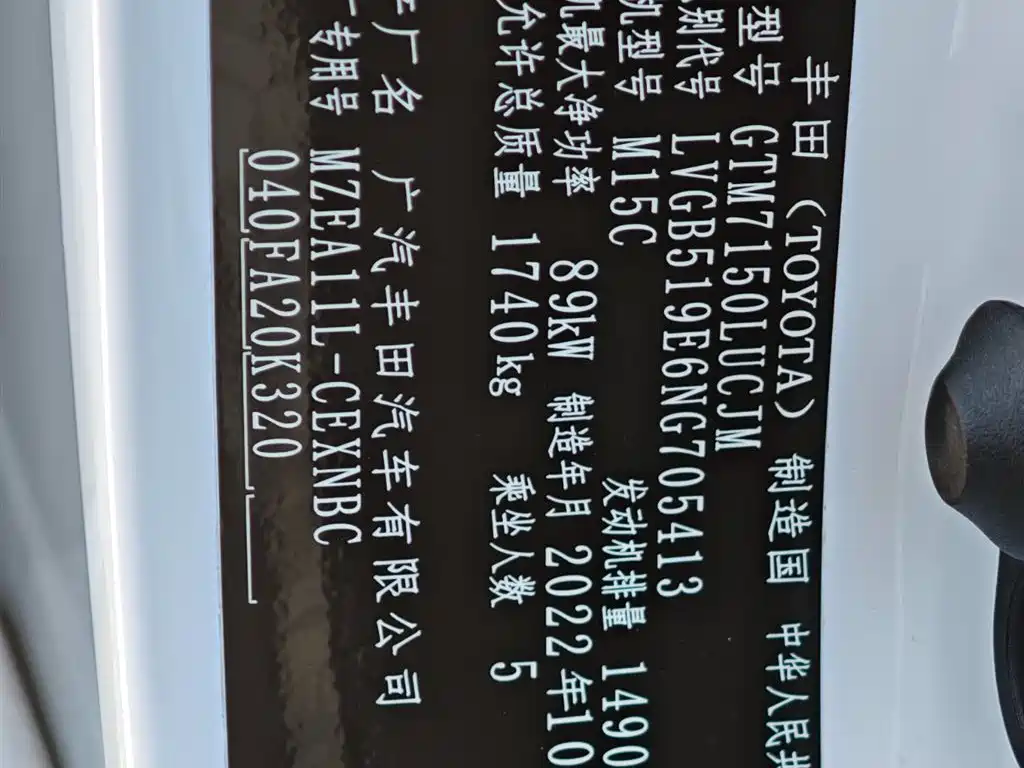 丰田(TOYOTA) 制造国 中华人民共
型号 GTM7150LUCJM
别代号 LVGB519E6NG705413
机型号 M15C 发动机排量 1490
机最大净功率 89kW 制造年月 2022年10
允许总质量 1740kg 乘坐人数 5
产厂名 广汽丰田汽车有限公司
厂专用号 MZEA11L-CEXNBC
040FA20K320